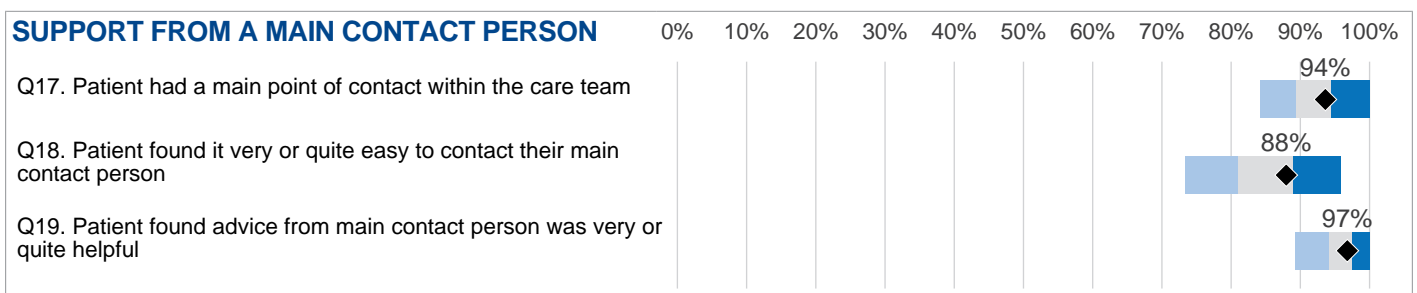 SUPPORT FROM A MAIN CONTACT PERSON 0% 10% 20% 30% 40% 50% 60% 70% 80% 90% 100%
Q17. Patient had a main point of contact within the care team 94%
Q18. Patient found it very or quite easy to contact their main 88%
contact person
Q19. Patient found advice from main contact person was very or 97%
quite helpful